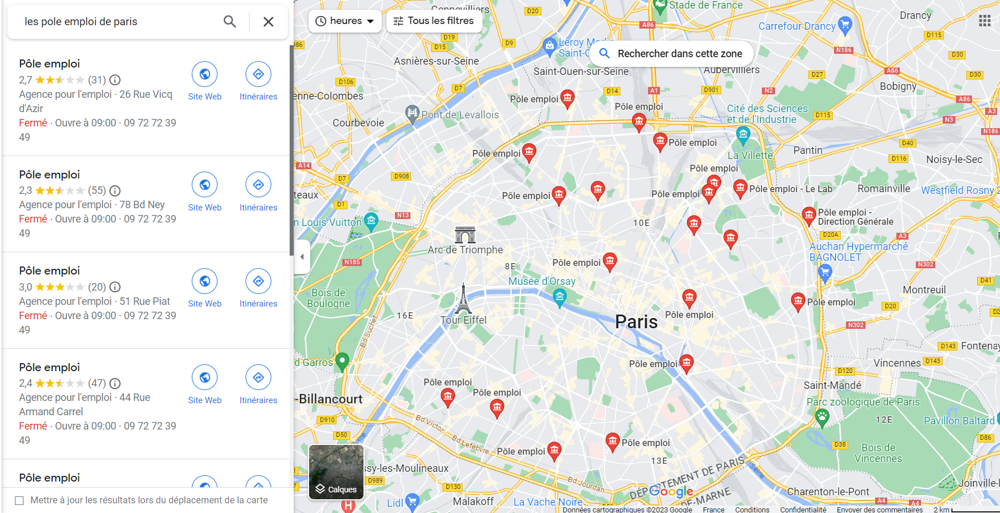 les pole emploi de paris
Pôle emploi
2,7 (31)
Agence pour l'emploi · 26 Rue Vicq
d'Azir
Fermé · Ouvre à 09:00 · 09 72 72 39
49
Site Web
Itinéraires
Pôle emploi
2,3 (55)
Agence pour l'emploi · 78 Bd Ney
Fermé · Ouvre à 09:00 · 09 72 72 39
49
Site Web
Itinéraires
Pôle emploi
3,0 (20)
Agence pour l'emploi · 51 Rue Piat
Fermé · Ouvre à 09:00 · 09 72 72 39
49
Site Web
Itinéraires
Pôle emploi
2,4 (47)
Agence pour l'emploi · 44 Rue
Armand Carrel
Fermé · Ouvre à 09:00 · 09 72 72 39
49
Site Web
Itinéraires
Pôle emploi
Mettre à jour les résultats lors du déplacement de la carte
heures
Tous les filtres
Rechercher dans cette zone
D20
Stade de France
A86
Carrefour Drancy
Drancy
D115
N186
D30
986
D19
D15
D9
Leroy Merlin
Asnières-sur-Seine
Saint-Ouen-sur-Seine
Aubervilliers
D27
A86
D30
Bobigny
D106
D7
D14
A1
D901
N2
A86
A3
enne-Colombes
Pôle emploi
Pôle emploi
Cité des Sciences
et de l'Industrie
D115
N3
N186
Courbevoie
Pont de Levallois
Pôle emploi
D40
Pôle emploi
La Villette
Pantin
D116
Noisy-le-Sec
A14
D7
D908
Pôle emploi
Pôle emploi
Pôle emploi
Pôle emploi - Le Lab
Romainville
Westfield Rosny 2
teaux
D1
N13
n Louis Vuitton
10E
Pôle emploi -
Direction Générale
D20A
A3
Arc de Triomphe
Auchan Hypermarché
BAGNOLET
N185
8E
Pôle emploi
N302
D41
Musée d'Orsay
Montreuil
Bois de
Boulogne
16E
Tour Eiffel
Pôle emploi
Pôle emploi
D20
Paris
N302
Bd Suchet
D143
Fontenay
d Garros
Pôle emploi
Vincennes
D143
D120
Saint-Mandé
Pôle emploi
Pôle emploi
-Billancourt
Parc zoologique de Paris
D910
Bd Victor
12E
Pavillon Baltard
D50
Bd Lefebvre
Pôle emploi
Pôle emploi
D38
D86
Bois de
Vincennes
13E
ssy-les-Moulineaux
DÉPARTEMENT DE PARIS
Seine
D989
Bd Jourdan
D130
DE-MARNE
Charenton-le-Pont
Joinville-l
Calques
Google
Lidl
Malakoff
La Vache Noire
A4
A4
H
Données cartographiques ©2023 Google
France
Conditions
Confidentialité
Envoyer des commentaires
2 km